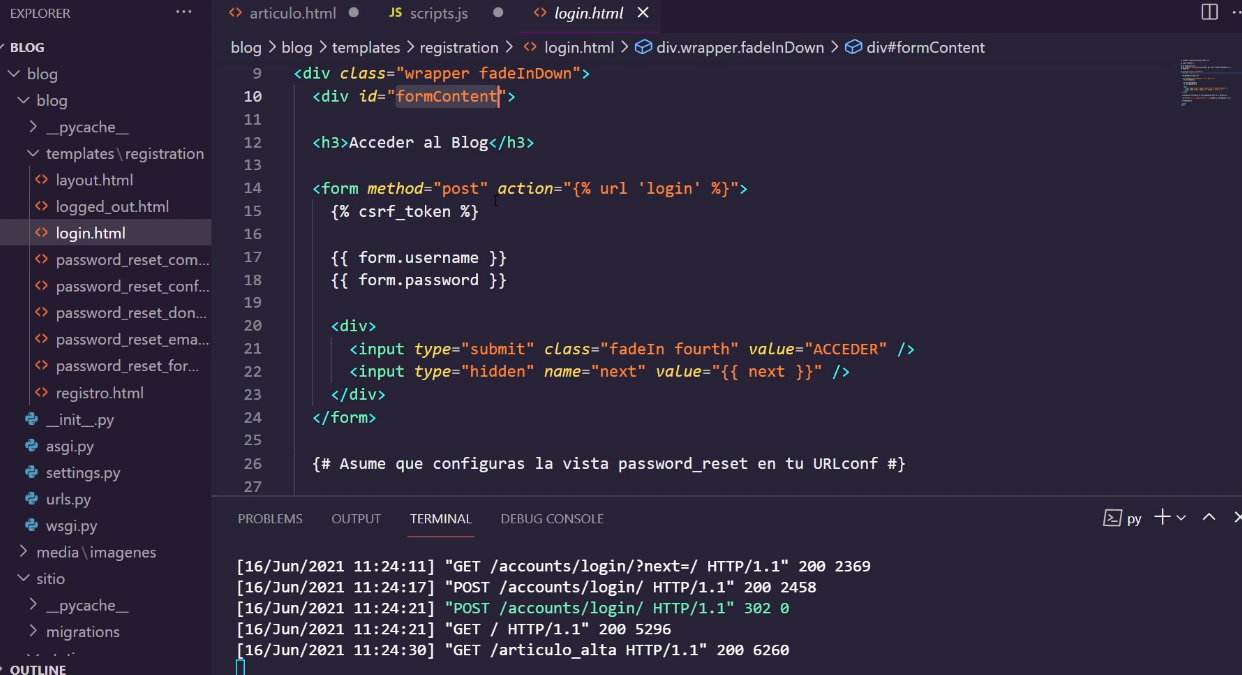 EXPLORER
...
articulo.html
JS scripts.js
login.html
BLOG
blog > blog > templates > registration > login.html > div.wrapper.fadeInDown > div#formContent
blog
blog
__pycache__
templates\registration
layout.html
logged_out.html
login.html
password_reset_com...
password_reset_conf...
password_reset_don...
password_reset_ema...
password_reset_for...
registro.html
__init__.py
asgi.py
settings.py
urls.py
wsgi.py
media\imagenes
sitio
__pycache__
migrations
OUTLINE
9 <div class="wrapper fadeInDown">
10 <div id="formContent">
11
12 <h3>Acceder al Blog</h3>
13
14 <form method="post" action="{% url 'login' %}">
15 {% csrf_token %}
16
17 {{ form.username }}
18 {{ form.password }}
19
20 <div>
21 <input type="submit" class="fadeIn fourth" value="ACCEDER" />
22 <input type="hidden" name="next" value="{{ next }}" />
23 </div>
24 </form>
25
26 {# Asume que configuras la vista password_reset en tu URLconf #}
27
PROBLEMS OUTPUT TERMINAL DEBUG CONSOLE
py
[16/Jun/2021 11:24:11] "GET /accounts/login/?next=/ HTTP/1.1" 200 2369
[16/Jun/2021 11:24:17] "POST /accounts/login/ HTTP/1.1" 200 2458
[16/Jun/2021 11:24:21] "POST /accounts/login/ HTTP/1.1" 302 0
[16/Jun/2021 11:24:21] "GET / HTTP/1.1" 200 5296
[16/Jun/2021 11:24:30] "GET /articulo_alta HTTP/1.1" 200 6260